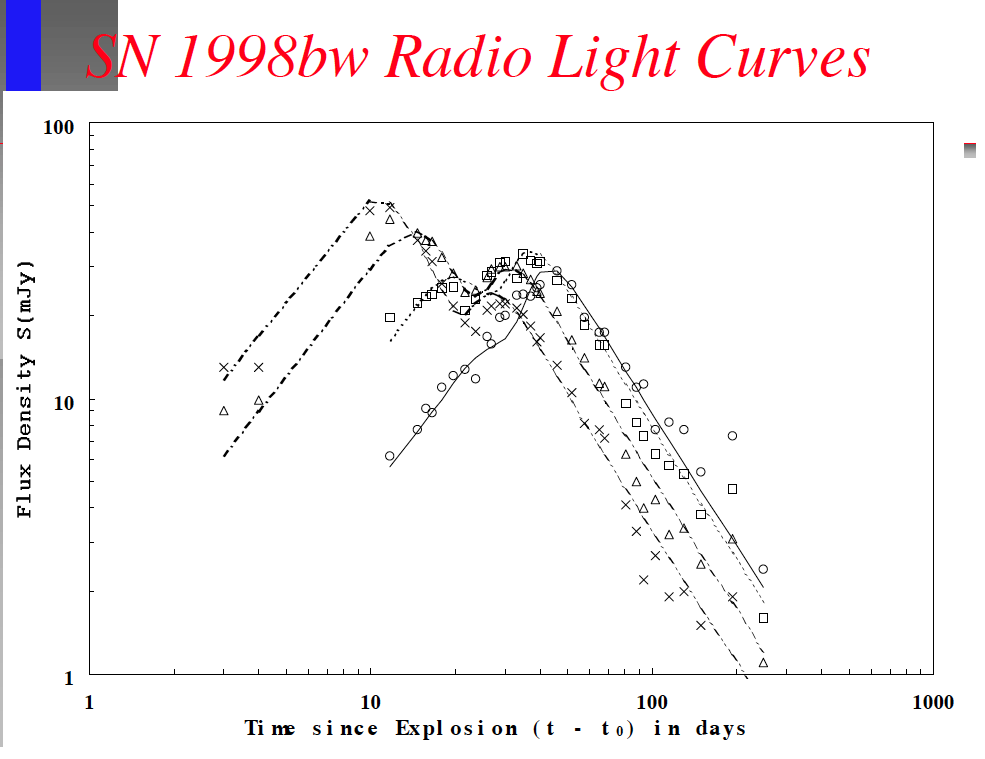 SN 1998bw Radio Light Curves
100
10
1
Flux Density S(mJy)
1 10 100 1000
Time since Explosion (t - t₀) in days